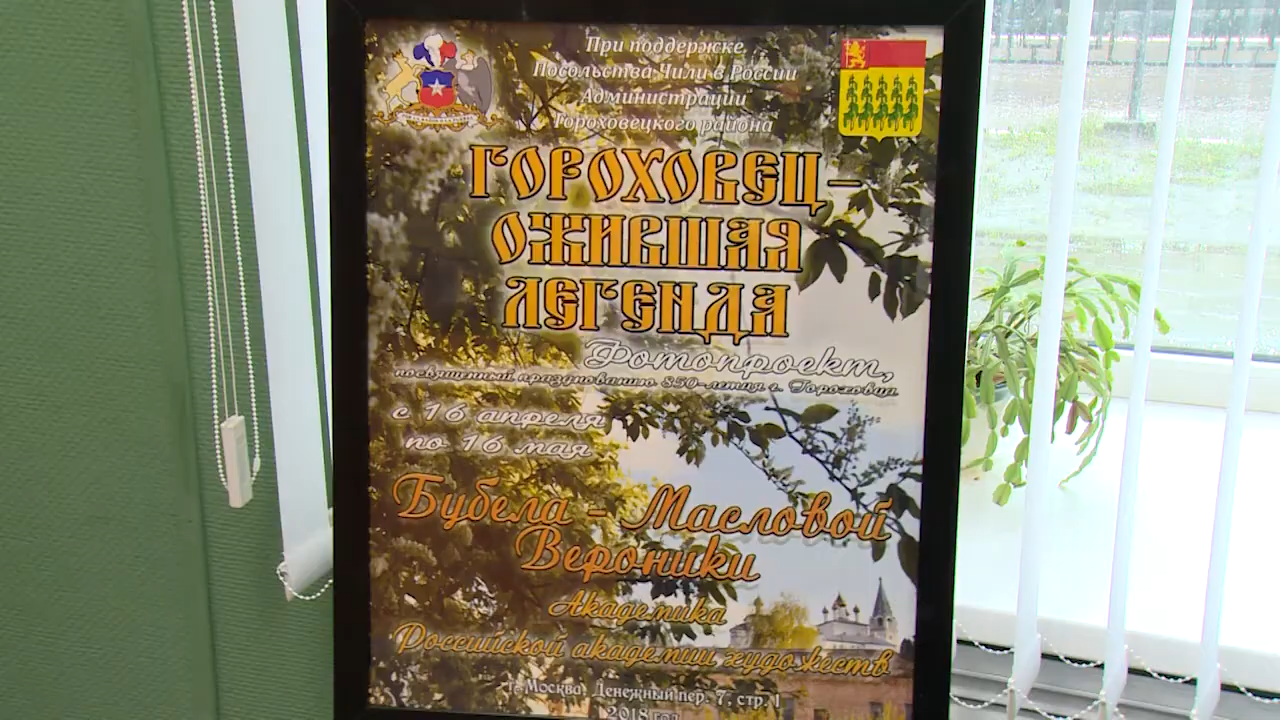 При поддержке
Посольства Чили в России
Администрации
Гороховецкого района
ГОРОХОВЕЦ-
ОЖИВШАЯ
ЛЕГЕНДА
Фотопроект,
посвященный празднованию 850-летия г. Гороховца
с 16 апреля
по 16 мая
Бубела - Масловой
Вероники
Академика
Российской академии художеств
г. Москва, Денежный пер. 7, стр. 1
2018 год